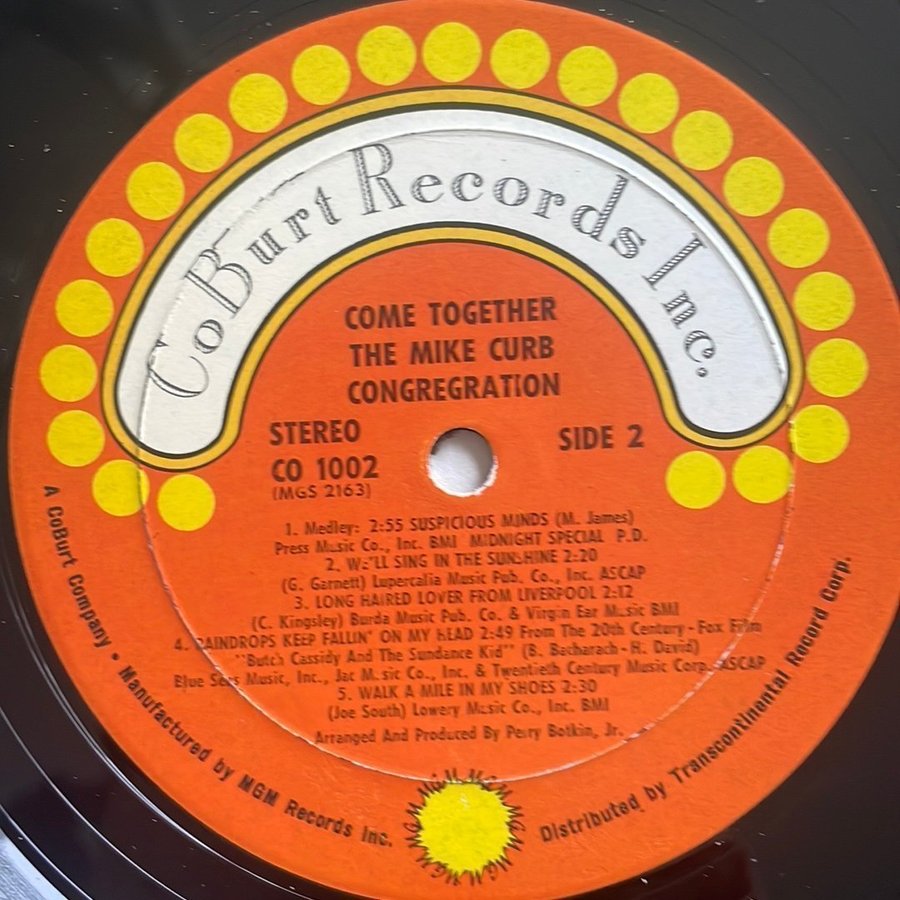 CoBurt Records Inc.
COME TOGETHER
THE MIKE CURB
CONGREGRATION
STEREO
SIDE 2
CO 1002
(MGS 2163)
1. Medley: 2:55 SUSPICIOUS MINDS (M. James)
Press Music Co., Inc. BMI MIDNIGHT SPECIAL P.D.
2. WE'LL SING IN THE SUNSHINE 2:20
(G. Garnett) Lupercalia Music Pub. Co., Inc. ASCAP
3. LONG HAIRED LOVER FROM LIVERPOOL 2:12
(C. Kingsley) Burda Music Pub. Co. & Virgin Ear Music BMI
4. RAINDROPS KEEP FALLIN' ON MY HEAD 2:49 From The 20th Century-Fox Film
"Butch Cassidy And The Sundance Kid" (B. Bacharach-H. David)
Blue Seas Music, Inc., Jac Music Co., Inc. & Twentieth Century Music Corp. ASCAP
5. WALK A MILE IN MY SHOES 2:30
(Joe South) Lowery Music Co., Inc. BMI
Arranged And Produced By Perry Botkin, Jr.
A CoBurt Company • Manufactured by MGM Records Inc.
Distributed by Transcontinental Record Corp.